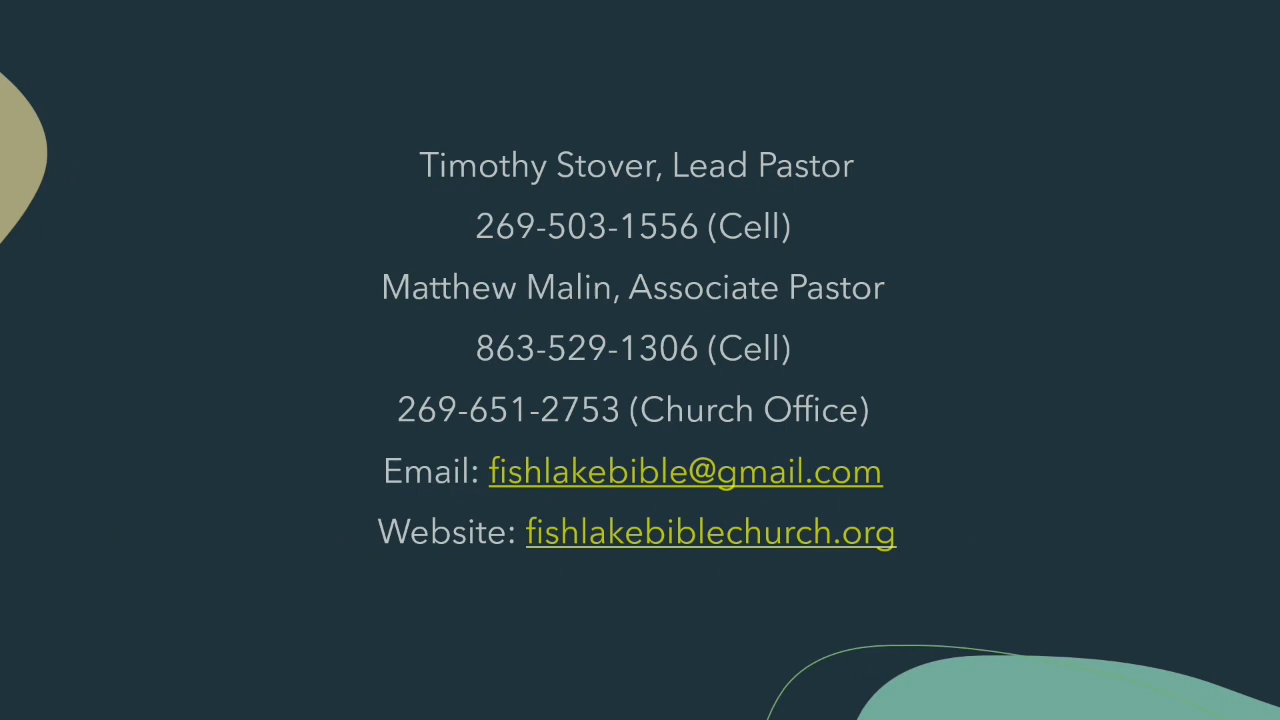 Timothy Stover, Lead Pastor
269-503-1556 (Cell)
Matthew Malin, Associate Pastor
863-529-1306 (Cell)
269-651-2753 (Church Office)
Email: fishlakebible@gmail.com
Website: fishlakebiblechurch.org